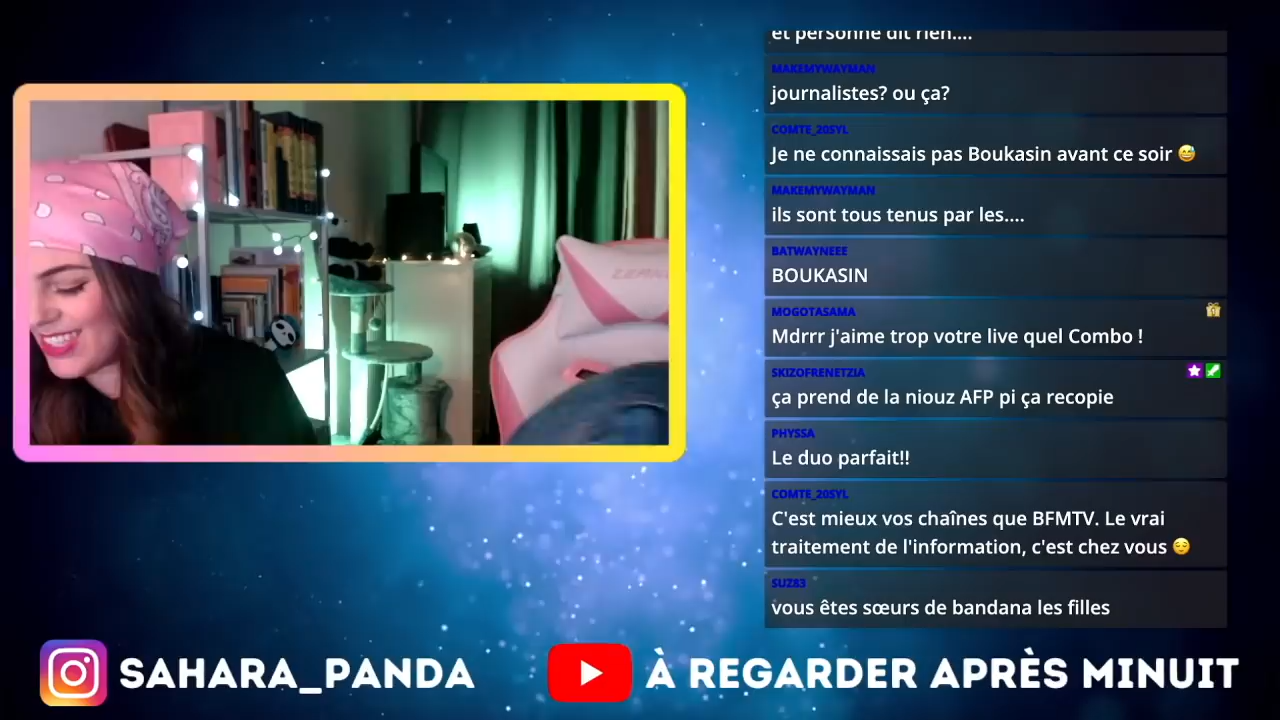 et personne dit rien....
MAKEMYWAYMAN
journalistes? ou ça?
COMTE_20SYL
Je ne connaissais pas Boukasin avant ce soir 😅
MAKEMYWAYMAN
ils sont tous tenus par les....
BATWAYNEEE
BOUKASIN
MOGOTASAMA
Mdrrr j'aime trop votre live quel Combo !
SKIZOFRENETZIA
ça prend de la niouz AFP pi ça recopie
PHYSSA
Le duo parfait!!
COMTE_20SYL
C'est mieux vos chaînes que BFMTV. Le vrai
traitement de l'information, c'est chez vous 😌
SUZ83
vous êtes sœurs de bandana les filles
SAHARA_PANDA
À REGARDER APRÈS MINUIT